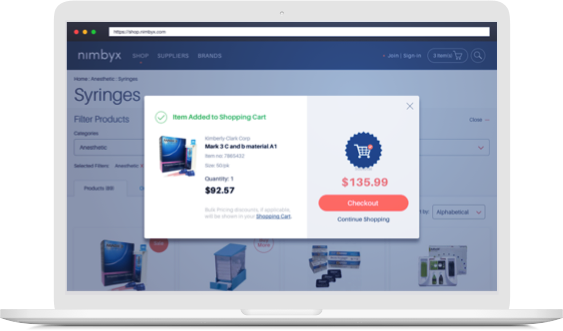 https://shop.nimbyx.com
nimbyx SHOP SUPPLIERS BRANDS Join | Sign in 3 Item(s)
Home Anesthetic Syringes
Syringes
Filter Products Close
Categories
Anesthetic
Selected Filters: Anesthetic
Products (68)
Alphabetical
Item Added to Shopping Cart
Kimberly Clark Corp
Mark 3 C and b material A1
Item no: 7880432
Size: 50/pk
Quantity: 1
$92.57
Bulk Pricing discounts, if applicable,
will be shown in your Shopping Cart.
$135.99
Checkout
Continue Shopping